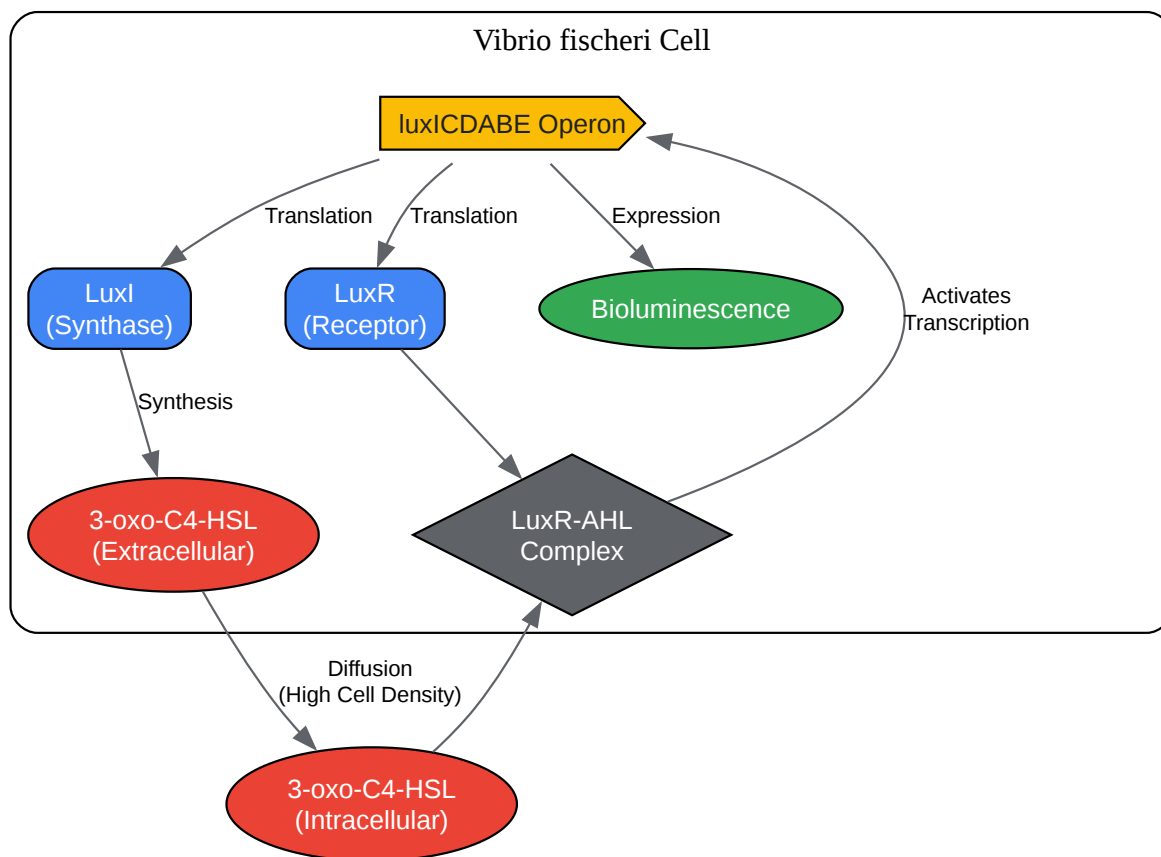 Vibrio fischeri Cell
luxICDABE Operon
Translation
Translation
Expression
LuxI
(Synthase)
LuxR
(Receptor)
Bioluminescence
Activates
Transcription
Synthesis
3-oxo-C4-HSL
(Extracellular)
LuxR-AHL
Complex
Diffusion
(High Cell Density)
3-oxo-C4-HSL
(Intracellular)